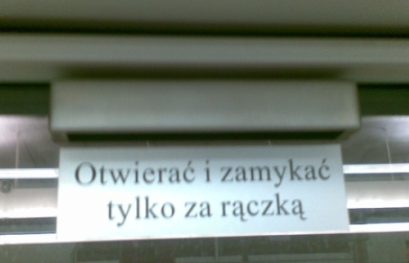 Otwierać i zamykać
tylko za rączką